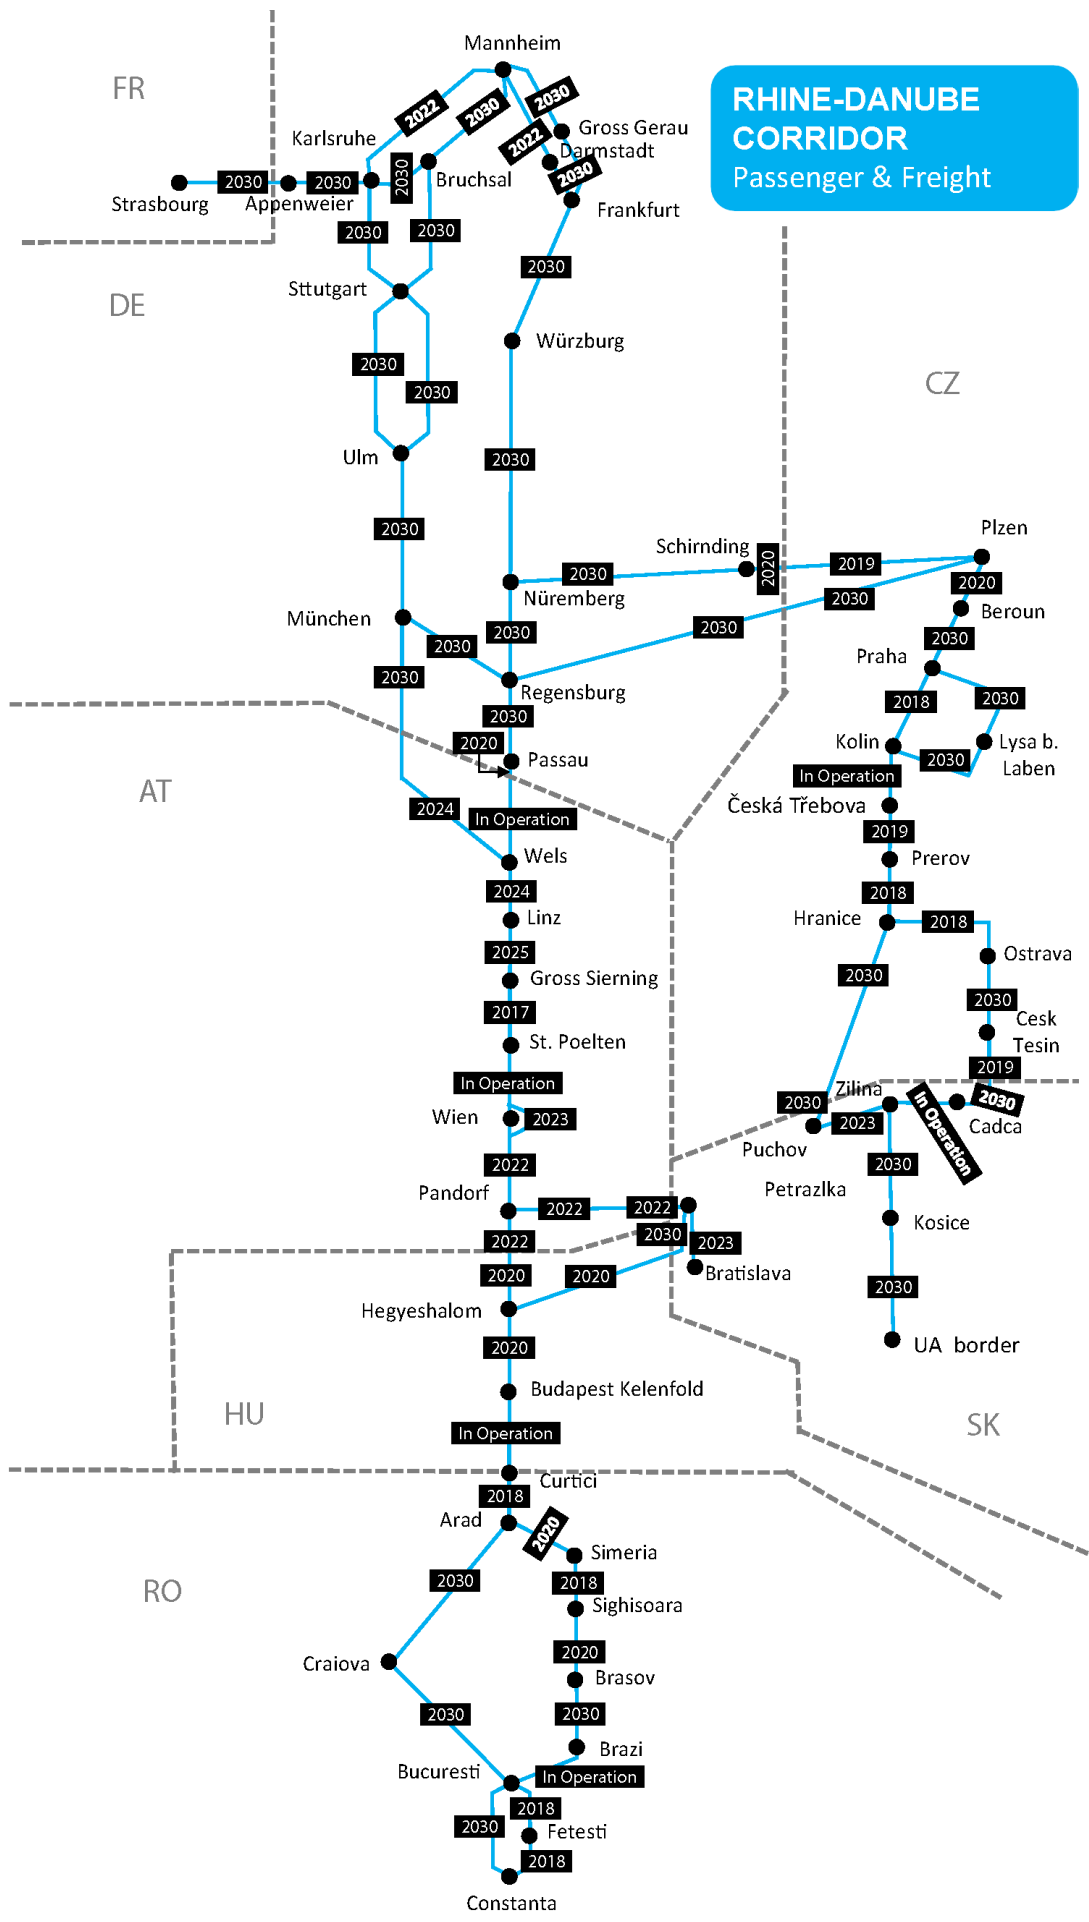 Mannheim
FR
RHINE-DANUBE
CORRIDOR
Passenger & Freight
2022
2030
2030
Gross Gerau
Karlsruhe
2022
Darmstadt
2030
2030
2030
2030
Bruchsal
Strasbourg
Appenweier
Frankfurt
2030
2030
2030
Sttutgart
DE
Würzburg
2030
2030
CZ
Ulm
2030
2030
Plzen
Schirnding
2020
2019
2030
2020
Nüremberg
2030
Beroun
München
2030
2030
2030
2030
Praha
2030
Regensburg
2030
2018
2030
2020
Passau
Kolin
Lysa b.
Laben
2030
In Operation
AT
2024
In Operation
Česká Třebova
2019
Wels
Prerov
2024
2018
Linz
Hranice
2018
2025
Ostrava
Gross Sierning
2030
2030
2017
Cesk
Tesin
St. Poelten
2019
In Operation
Zilina
2030
2030
In Operation
Wien
2023
2023
Cadca
Puchov
2022
2030
Pandorf
Petrazlka
2022
2022
Kosice
2022
2030
2023
2020
2020
Bratislava
2030
Hegyeshalom
2020
UA border
Budapest Kelenfold
HU
In Operation
SK
Curtici
2018
Arad
2020
Simeria
RO
2030
2018
Sighisoara
2020
Craiova
Brasov
2030
2030
Brazi
Bucuresti
In Operation
2018
2030
Fetesti
2018
Constanta